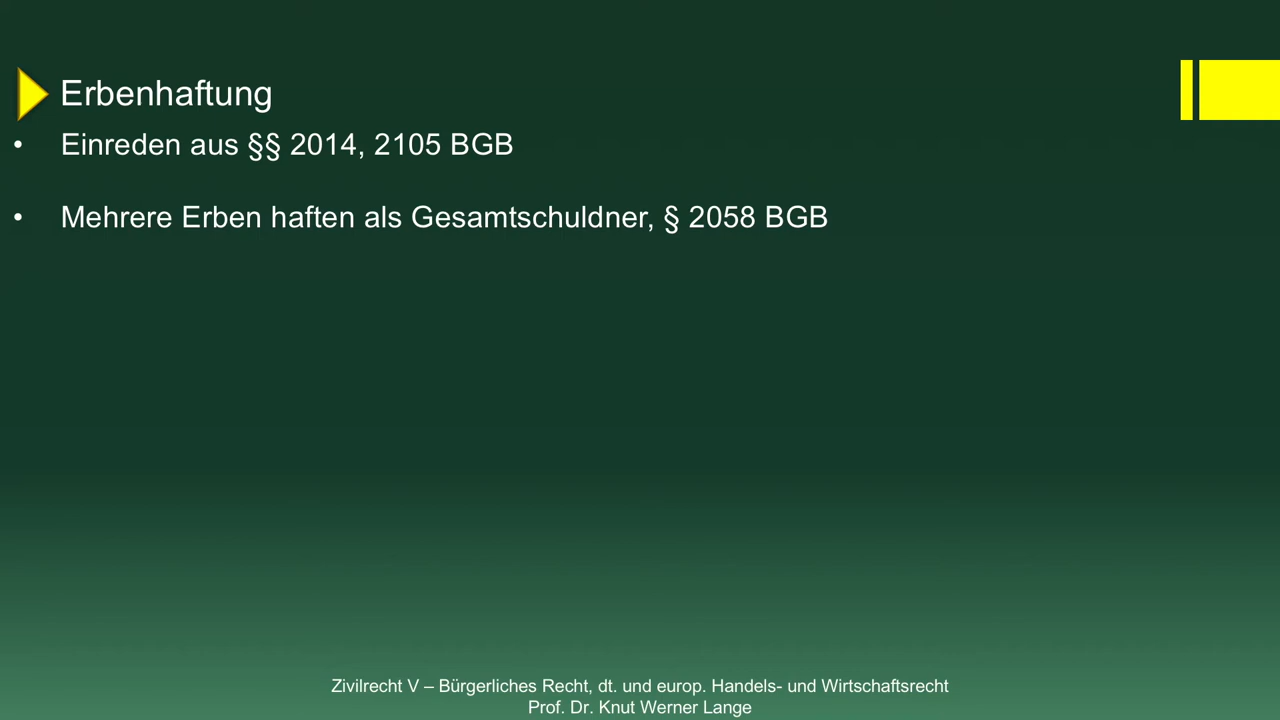 Erbenhaftung
• Einreden aus §§ 2014, 2105 BGB
• Mehrere Erben haften als Gesamtschuldner, § 2058 BGB
Zivilrecht V – Bürgerliches Recht, dt. und europ. Handels- und Wirtschaftsrecht
Prof. Dr. Knut Werner Lange